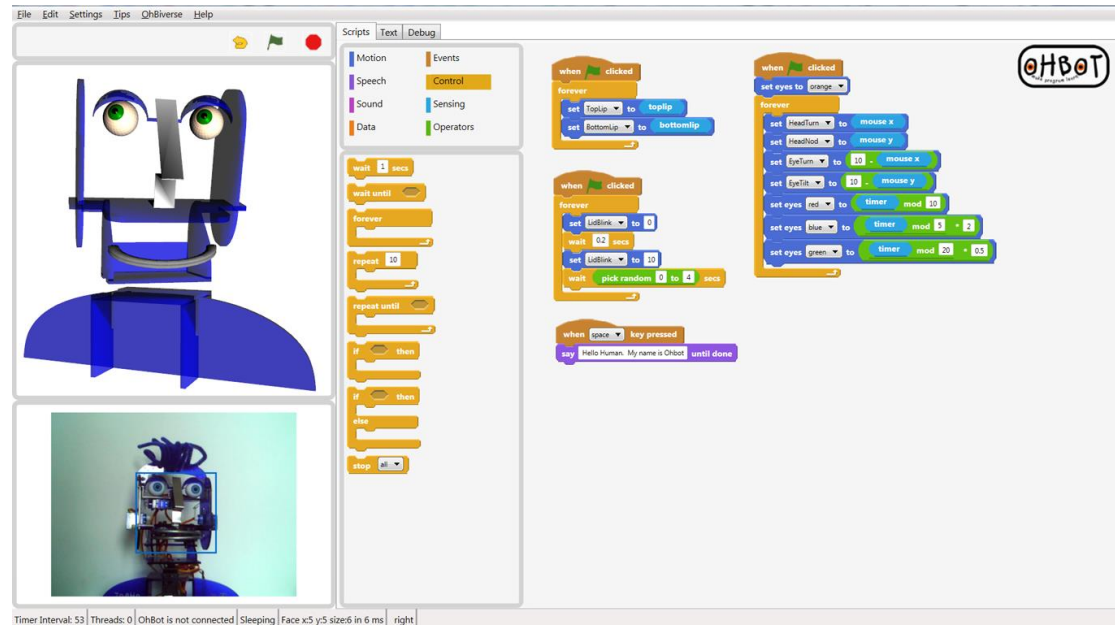 File Edit Settings Tips OhBiverse Help
Scripts Text Debug
Motion Events
Speech Control
Sound Sensing
Data Operators
wait 1 secs
wait until
forever
repeat 10
repeat until
if then
if then
else
stop all
when clicked
forever
set TopLip to toplip
set BottomLip to bottomlip
when clicked
forever
set LidBlink to 0
wait 0.2 secs
set LidBlink to 10
wait pick random 0 to 4 secs
when space key pressed
say Hello Human. My name is Ohbot until done
when clicked
set eyes to orange
forever
set HeadTurn to mouse x
set HeadNod to mouse y
set EyeTurn to 10 - mouse x
set EyeTilt to 10 - mouse y
set eyes red to timer mod 10
set eyes blue to timer mod 5 * 2
set eyes green to timer mod 20 * 0.5
OHBOT
make program learn
Timer Interval: 53 Threads: 0 OhBot is not connected Sleeping Face x:5 y:5 size:6 in 6 ms right